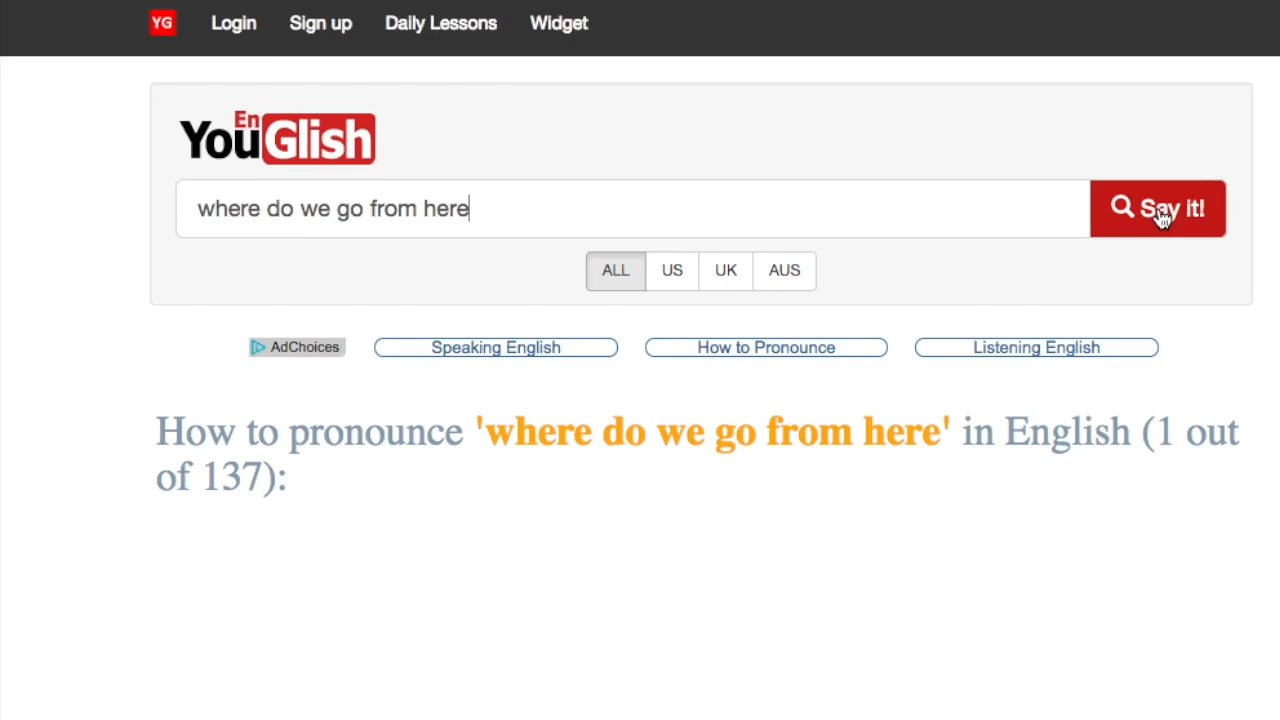 YG Login Sign up Daily Lessons Widget
YouEnGlish
where do we go from here Say it!
ALL US UK AUS
AdChoices Speaking English How to Pronounce Listening English
How to pronounce 'where do we go from here' in English (1 out
of 137):